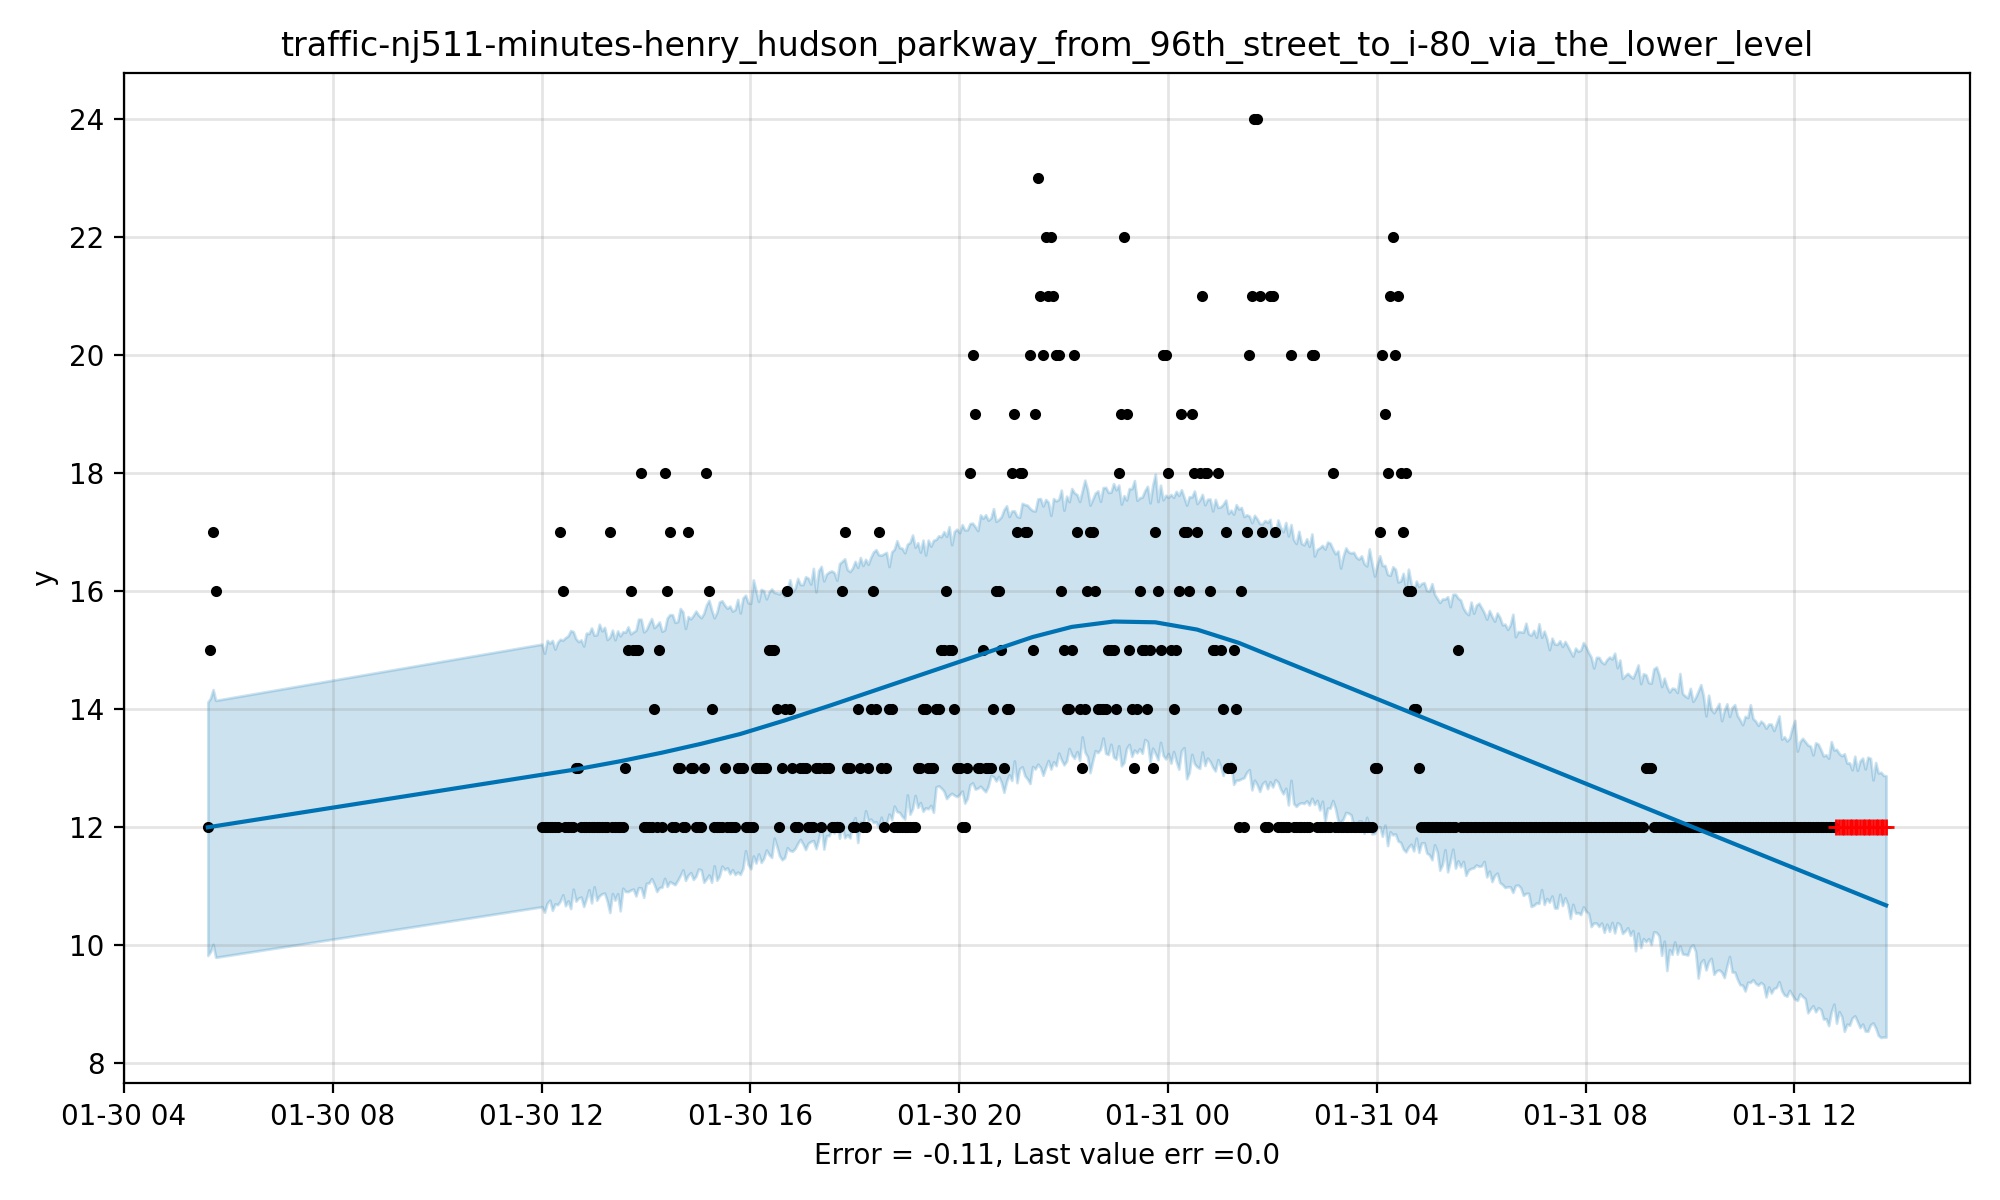 traffic-nj511-minutes-henry_hudson_parkway_from_96th_street_to_i-80_via_the_lower_level
24
22
20
18
16
14
12
10
8
y
01-30 04 01-30 08 01-30 12 01-30 16 01-30 20 01-31 00 01-31 04 01-31 08 01-31 12
Error = -0.11, Last value err =0.0